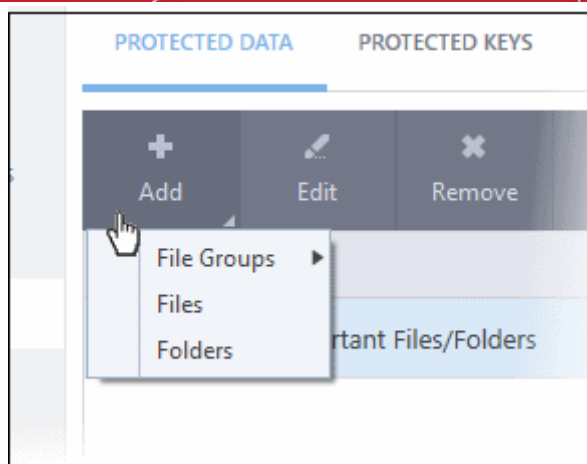 PROTECTED DATA PROTECTED KEYS
Add Edit Remove
File Groups
Files
Folders
rtant Files/Folders